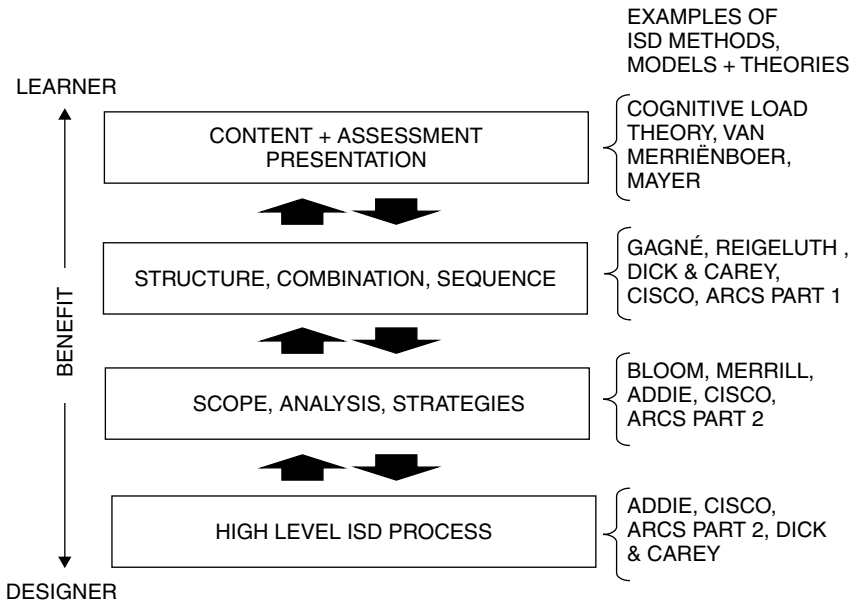 EXAMPLES OF
ISD METHODS,
MODELS + THEORIES
LEARNER
CONTENT + ASSESSMENT
PRESENTATION
COGNITIVE LOAD
THEORY, VAN
MERRIËNBOER,
MAYER
STRUCTURE, COMBINATION, SEQUENCE
GAGNÉ, REIGELUTH ,
DICK & CAREY,
CISCO, ARCS PART 1
BENEFIT
SCOPE, ANALYSIS, STRATEGIES
BLOOM, MERRILL,
ADDIE, CISCO,
ARCS PART 2
HIGH LEVEL ISD PROCESS
ADDIE, CISCO,
ARCS PART 2, DICK
& CAREY
DESIGNER